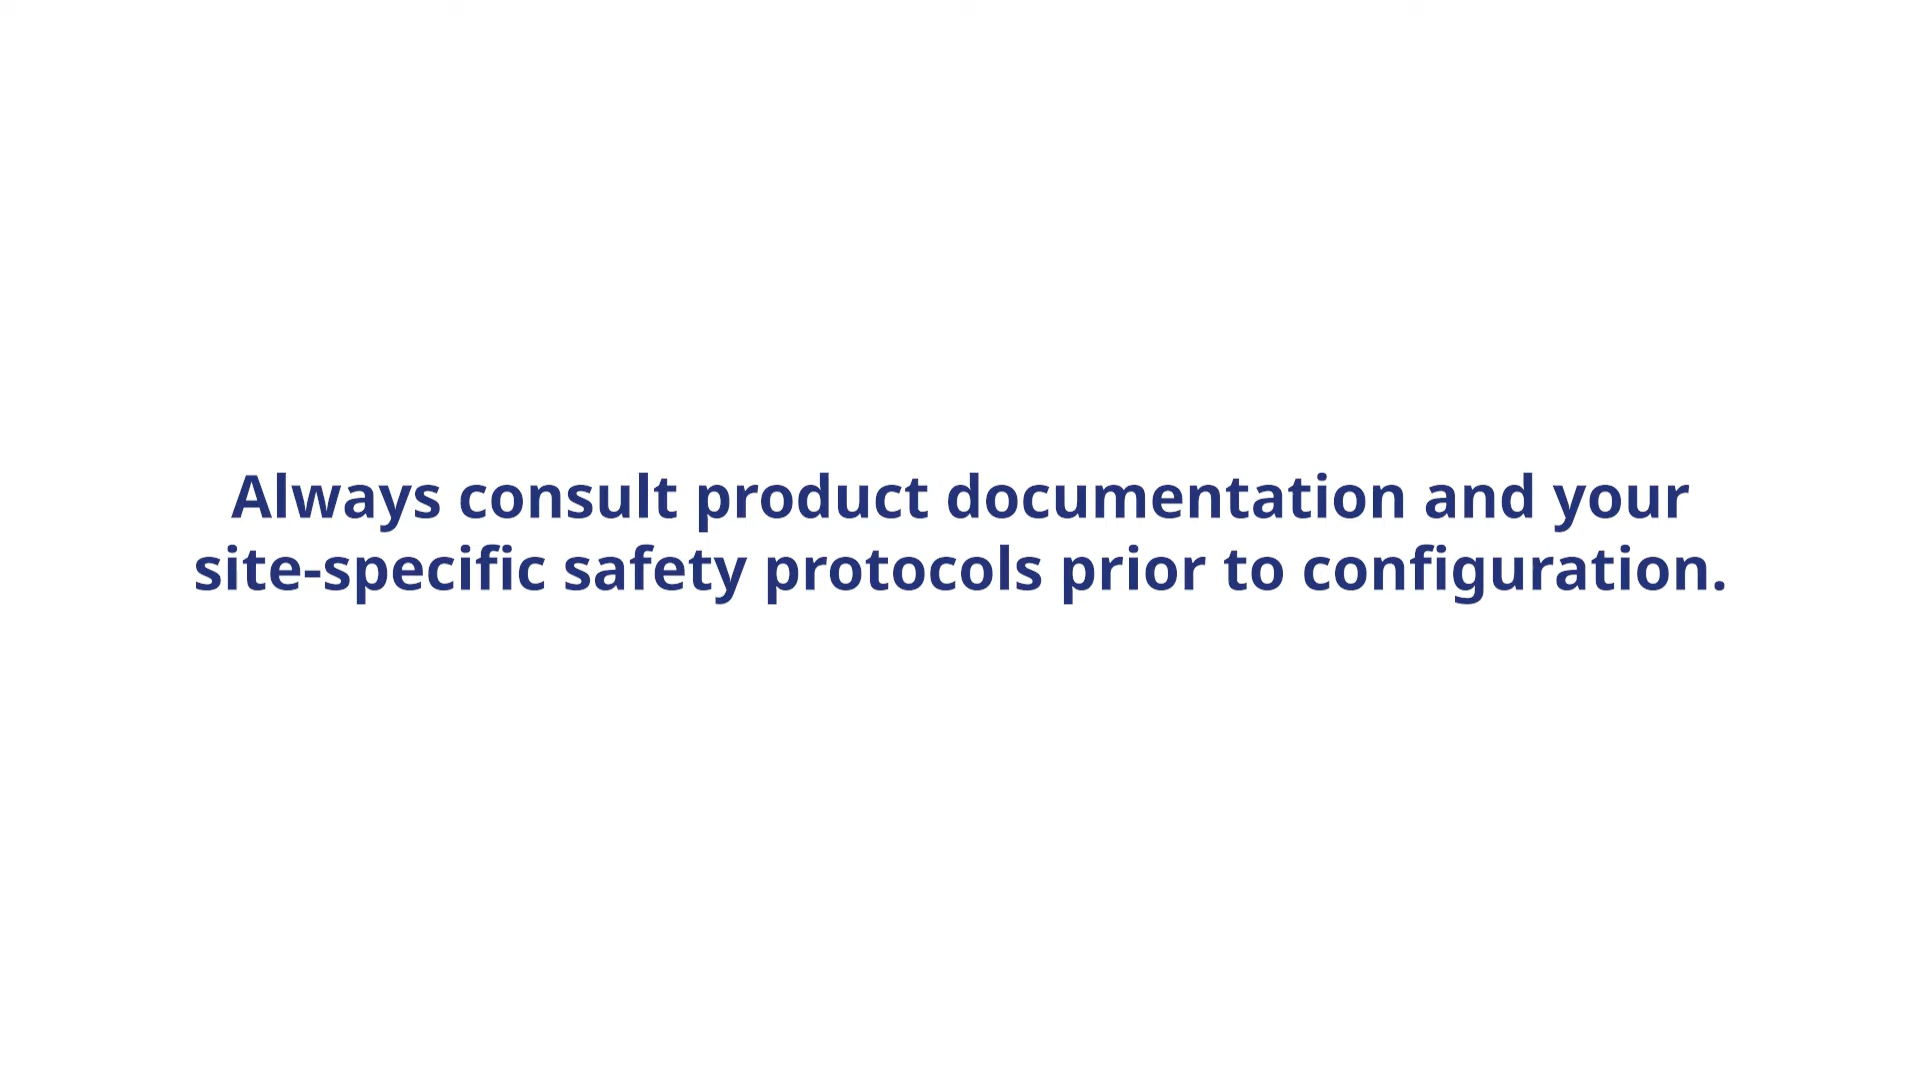 Always consult product documentation and your
site-specific safety protocols prior to configuration.